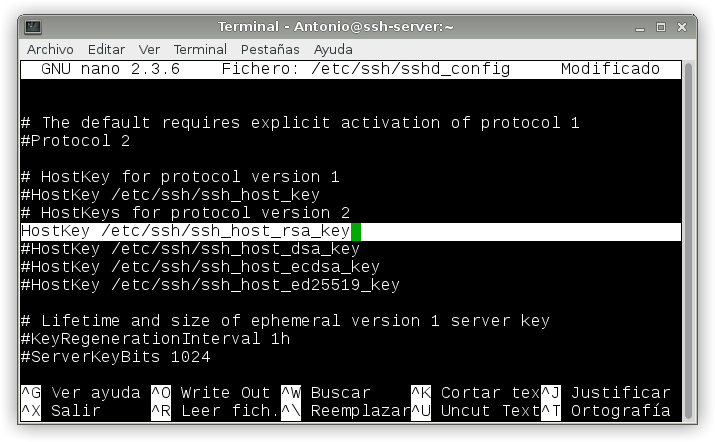 Terminal - Antonio@ssh-server:~
Archivo Editar Ver Terminal Pestañas Ayuda
GNU nano 2.3.6 Fichero: /etc/ssh/sshd_config Modificado
# The default requires explicit activation of protocol 1
#Protocol 2
# HostKey for protocol version 1
#HostKey /etc/ssh/ssh_host_key
# HostKeys for protocol version 2
HostKey /etc/ssh/ssh_host_rsa_key
#HostKey /etc/ssh/ssh_host_dsa_key
#HostKey /etc/ssh/ssh_host_ecdsa_key
#HostKey /etc/ssh/ssh_host_ed25519_key
# Lifetime and size of ephemeral version 1 server key
#KeyRegenerationInterval 1h
#ServerKeyBits 1024
^G Ver ayuda ^O Write Out ^W Buscar ^K Cortar tex^J Justificar
^X Salir ^R Leer fich.^\ Reemplazar^U Uncut Text^T Ortografía